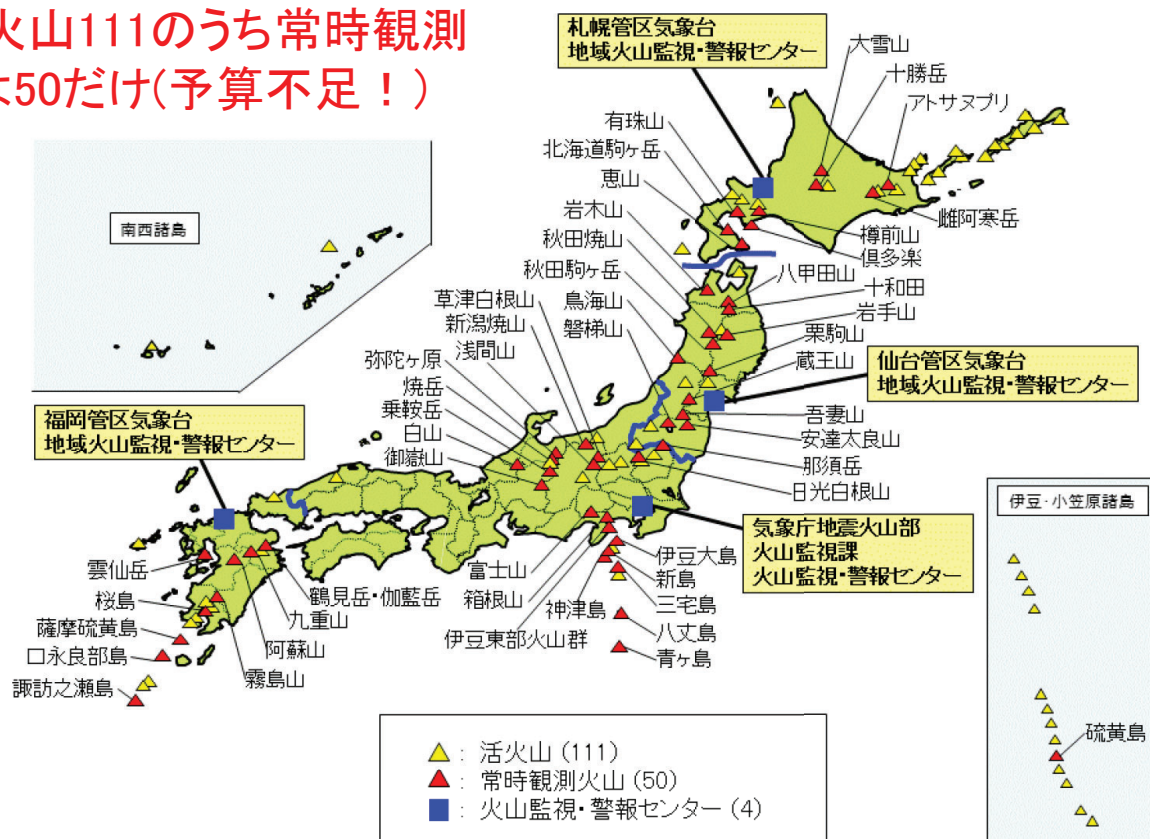 火山111のうち常時観測
は50だけ(予算不足！)
札幌管区気象台
地域火山監視・警報センター
大雪山
十勝岳
アトサヌプリ
有珠山
北海道駒ヶ岳
恵山
岩木山
秋田焼山
秋田駒ヶ岳
鳥海山
磐梯山
草津白根山
新潟焼山
浅間山
弥陀ヶ原
焼岳
乗鞍岳
白山
御嶽山
雌阿寒岳
樽前山
倶多楽
八甲田山
十和田
岩手山
栗駒山
蔵王山
仙台管区気象台
地域火山監視・警報センター
吾妻山
安達太良山
那須岳
日光白根山
南西諸島
福岡管区気象台
地域火山監視・警報センター
気象庁地震火山部
火山監視課
火山監視・警報センター
雲仙岳
桜島
薩摩硫黄島
口永良部島
諏訪之瀬島
鶴見岳・伽藍岳
九重山
阿蘇山
霧島山
富士山
箱根山
伊豆東部火山群
神津島
伊豆大島
新島
三宅島
八丈島
青ヶ島
伊豆・小笠原諸島
硫黄島
：活火山（111）
：常時観測火山（50）
：火山監視・警報センター（4）